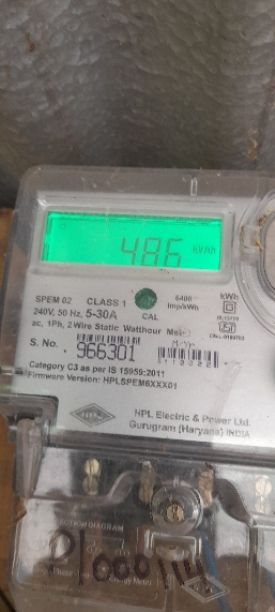 486 kVAh
SPEM 02 CLASS 1 6400 imp/kWh kWh
240V, 50 Hz, 5-30A CAL
ac, 1Ph, 2 Wire Static Watthour Meter
S. No. 966301
Category C3 as per IS 15959:2011
Firmware Version: HPLSPEM6XXX01
HPL
HPL Electric & Power Ltd.
Gurugram (Haryana) INDIA